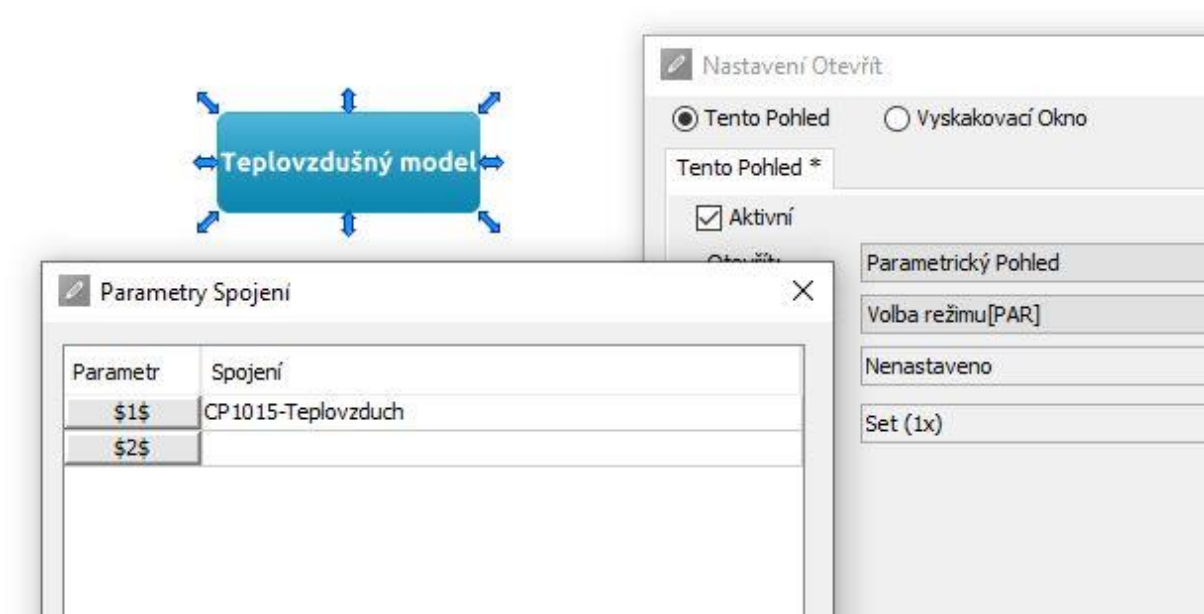 Nastavení Otevřít
Tento Pohled
Vyskakovací Okno
Teplovzdušný model
Tento Pohled *
Aktivní
Otevřít:
Parametrický Pohled
Parametry Spojení
Volba režimu[PAR]
Nenastaveno
Parametr
Spojení
$1$
CP1015-Teplovzduch
Set (1x)
$2$